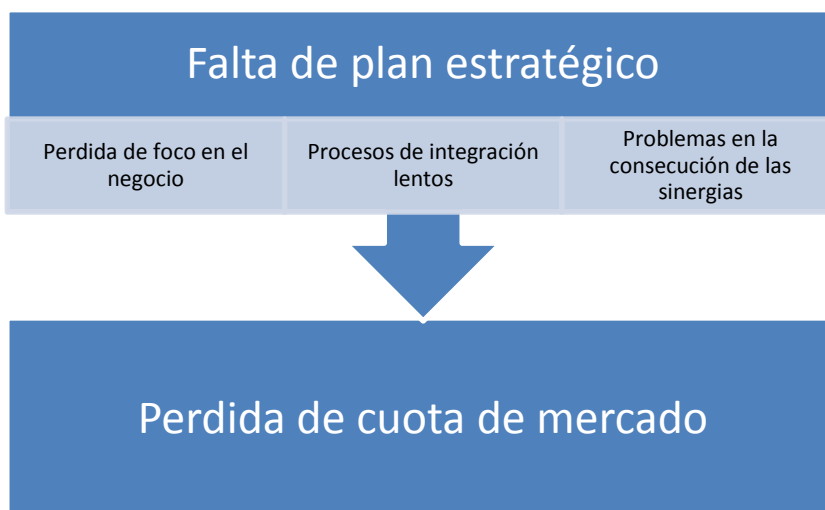 Falta de plan estratégico
Perdida de foco en el
negocio
Procesos de integración
lentos
Problemas en la
consecución de las
sinergias
Perdida de cuota de mercado